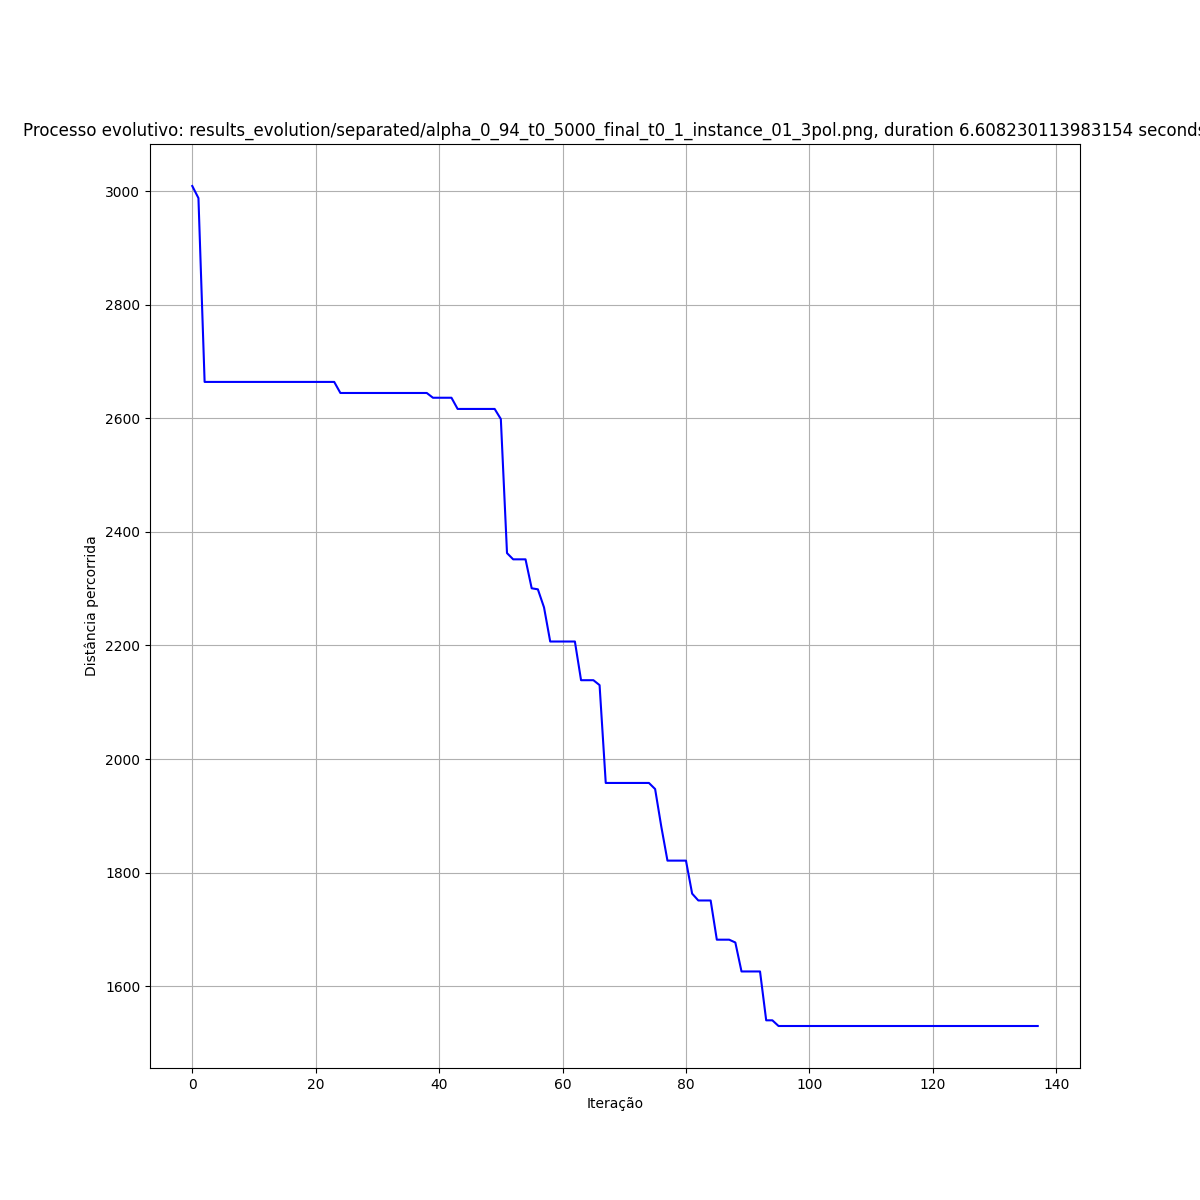 Processo evolutivo: results_evolution/separated/alpha_0_94_t0_5000_final_t0_1_instance_01_3pol.png, duration 6.608230113983154 seconds
3000
2800
2600
2400
2200
2000
1800
1600
Distância percorrida
0 20 40 60 80 100 120 140
Iteração